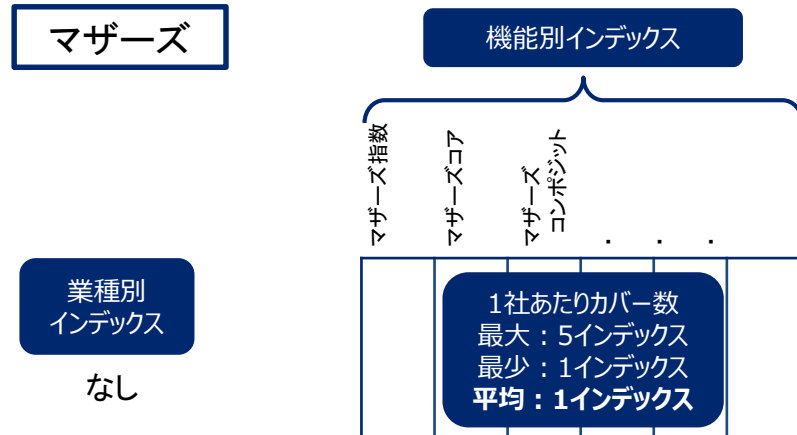 マザーズ
機能別インデックス
マザーズ指数
マザーズコア
マザーズ
コンポジット
・ ・ ・
業種別
インデックス
なし
1社あたりカバー数
最大：5インデックス
最少：1インデックス
平均：1インデックス